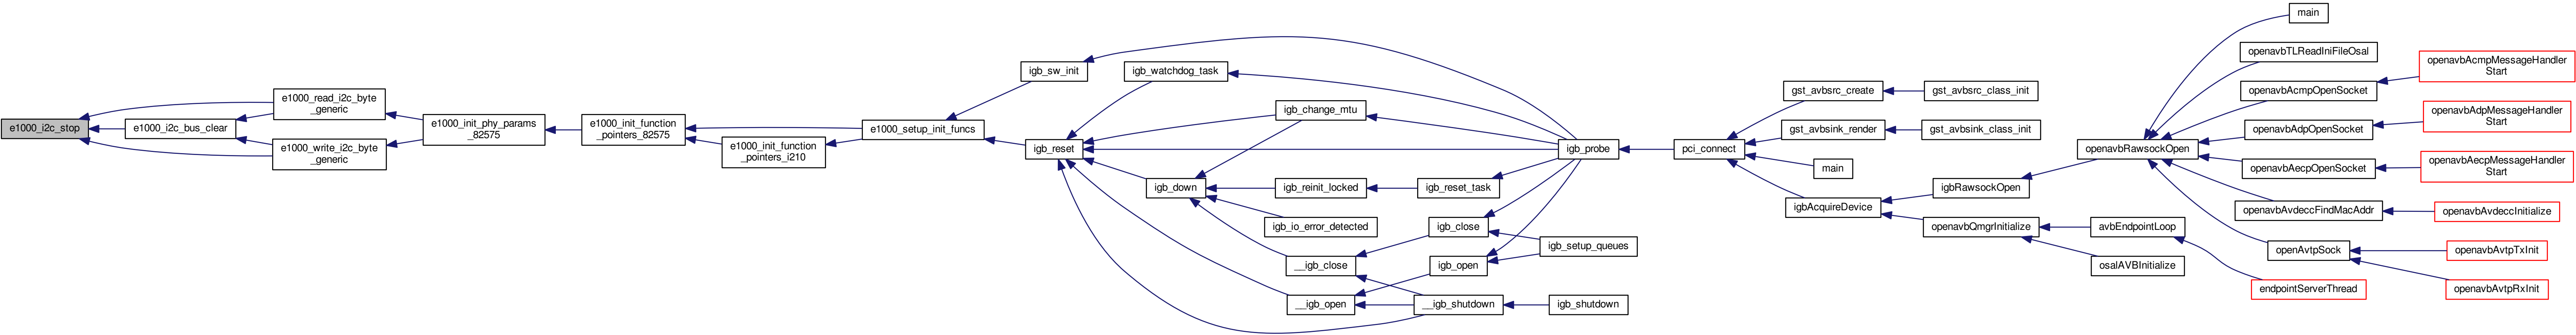 e1000_i2c_stop
e1000_read_i2c_byte
_generic
e1000_i2c_bus_clear
e1000_write_i2c_byte
_generic
e1000_init_phy_params
_82575
e1000_init_function
_pointers_82575
e1000_init_function
_pointers_i210
e1000_setup_init_funcs
igb_sw_init
igb_reset
igb_watchdog_task
igb_change_mtu
igb_down
igb_reinit_locked
igb_reset_task
igb_io_error_detected
__igb_close
__igb_open
igb_close
igb_open
__igb_shutdown
igb_probe
igb_setup_queues
igb_shutdown
pci_connect
gst_avbsrc_create
gst_avbsrc_class_init
gst_avbsink_render
gst_avbsink_class_init
main
igbAcquireDevice
igbRawsockOpen
openavbQmgrInitialize
avbEndpointLoop
osalAVBInitialize
openavbRawsockOpen
endpointServerThread
main
openavbTLReadIniFileOsal
openavbAcmpOpenSocket
openavbAcmpMessageHandler
Start
openavbAdpOpenSocket
openavbAdpMessageHandler
Start
openavbAecpOpenSocket
openavbAecpMessageHandler
Start
openavbAvdeccFindMacAddr
openavbAvdeccInitialize
openAvtpSock
openavbAvtpTxInit
openavbAvtpRxInit